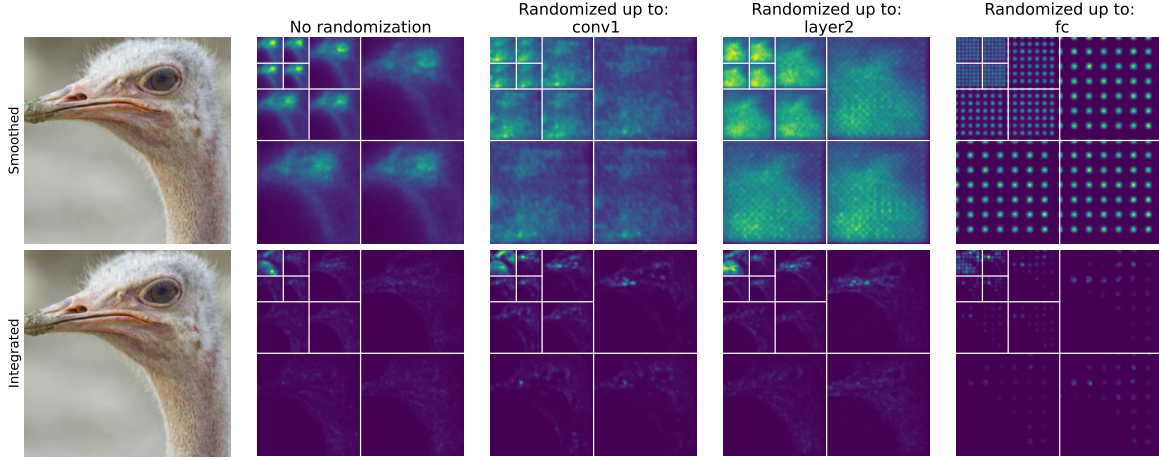 No randomization
Randomized up to:
conv1
Randomized up to:
layer2
Randomized up to:
fc
Smoothed
Integrated